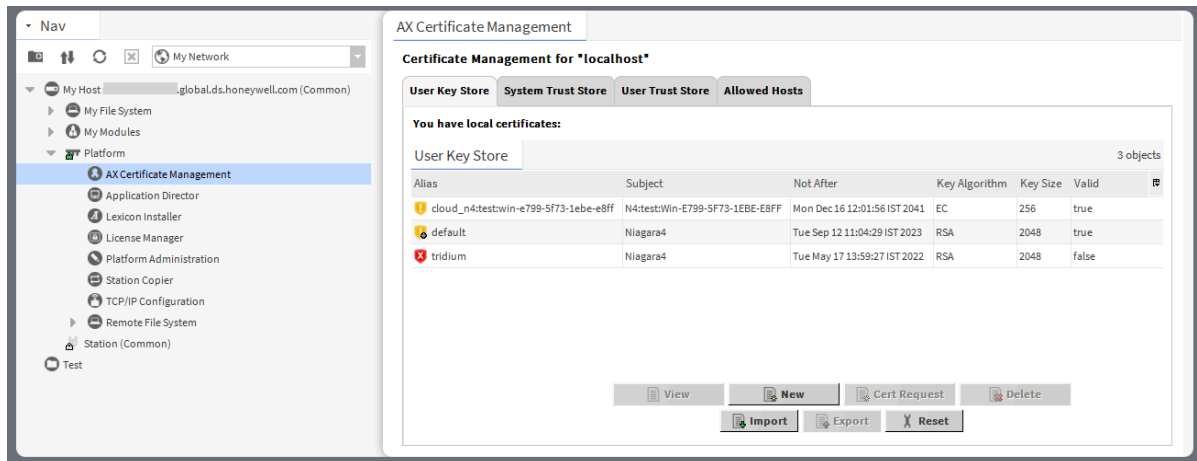 Nav
My Network
My Host .global.ds.honeywell.com (Common)
My File System
My Modules
Platform
AX Certificate Management
Application Director
Lexicon Installer
License Manager
Platform Administration
Station Copier
TCP/IP Configuration
Remote File System
Station (Common)
Test
AX Certificate Management
Certificate Management for "localhost"
User Key Store System Trust Store User Trust Store Allowed Hosts
You have local certificates:
User Key Store 3 objects
Alias Subject Not After Key Algorithm Key Size Valid
cloud_n4:test:win-e799-5f73-1ebe-e8ff N4:test:Win-E799-5F73-1EBE-E8FF Mon Dec 16 12:01:56 IST 2041 EC 256 true
default Niagara4 Tue Sep 12 11:04:29 IST 2023 RSA 2048 true
tridium Niagara4 Tue May 17 13:59:27 IST 2022 RSA 2048 false
View New Cert Request Delete
Import Export Reset